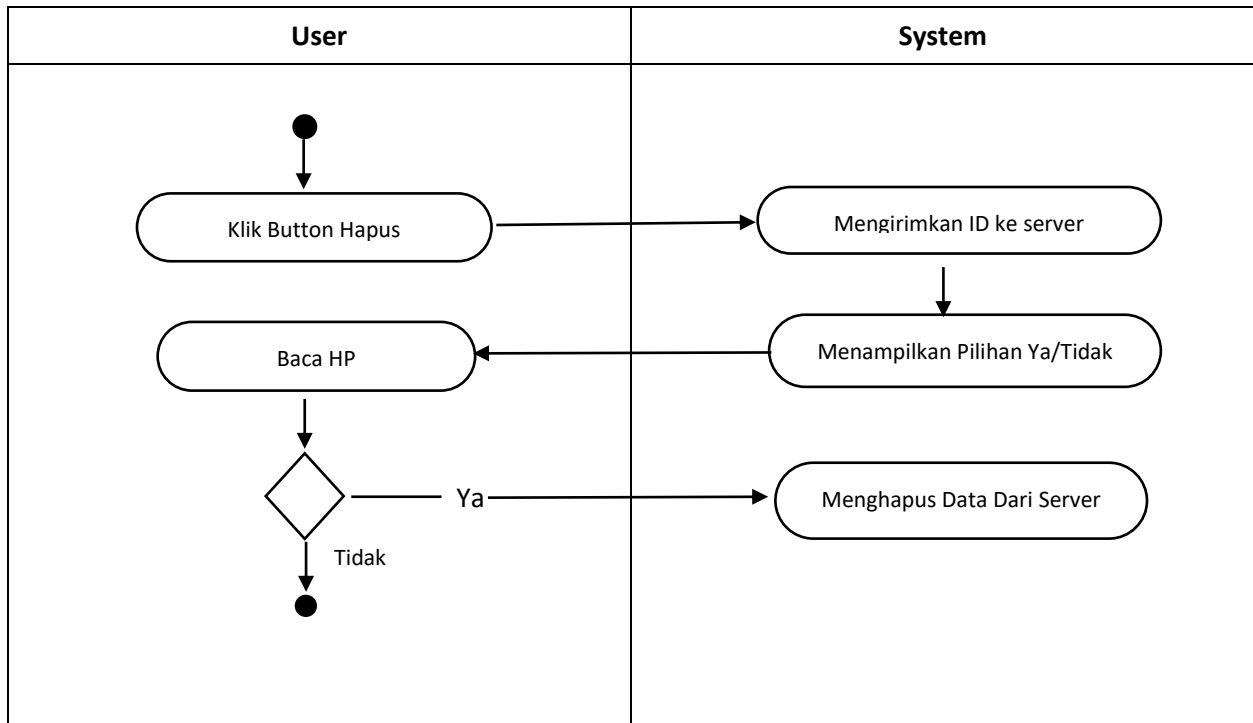 User
System
Klik Button Hapus
Mengirimkan ID ke server
Baca HP
Menampilkan Pilihan Ya/Tidak
Ya
Menghapus Data Dari Server
Tidak